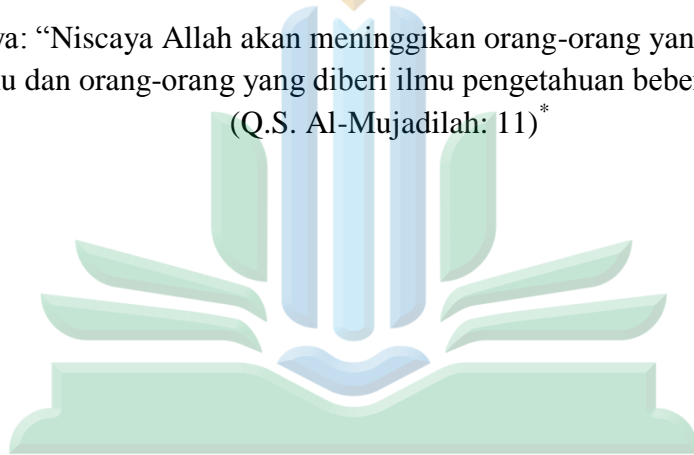 ya: “Niscaya Allah akan meninggikan orang-orang yan
u dan orang-orang yang diberi ilmu pengetahuan bebe
(Q.S. Al-Mujadilah: 11)*